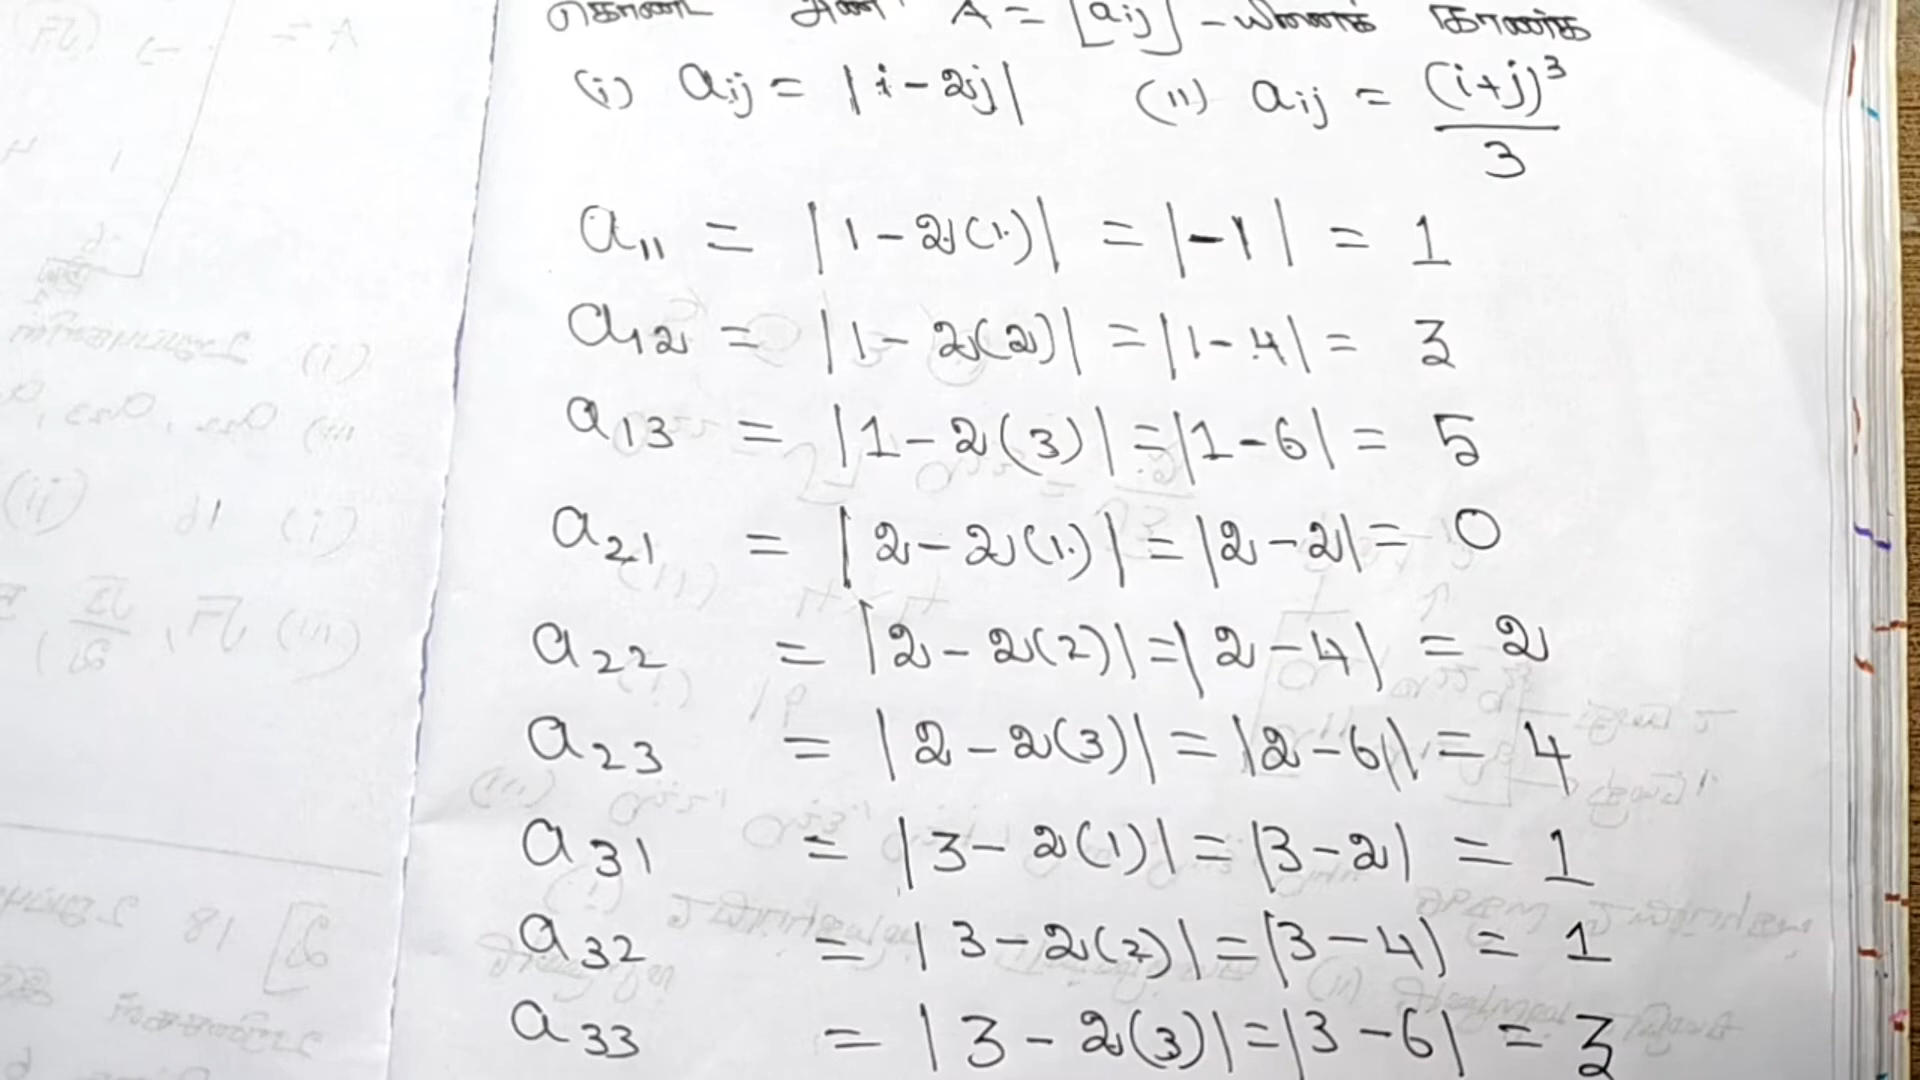 A = [aij] - யினைக் காண்க
(i) aij = |i-2j| (ii) aij = (i+j)³/3
a11 = |1-2(1)| = |-1| = 1
a12 = |1-2(2)| = |1-4| = 3
a13 = |1-2(3)| = |1-6| = 5
a21 = |2-2(1)| = |2-2| = 0
a22 = |2-2(2)| = |2-4| = 2
a23 = |2-2(3)| = |2-6| = 4
a31 = |3-2(1)| = |3-2| = 1
a32 = |3-2(2)| = |3-4| = 1
a33 = |3-2(3)| = |3-6| = 3